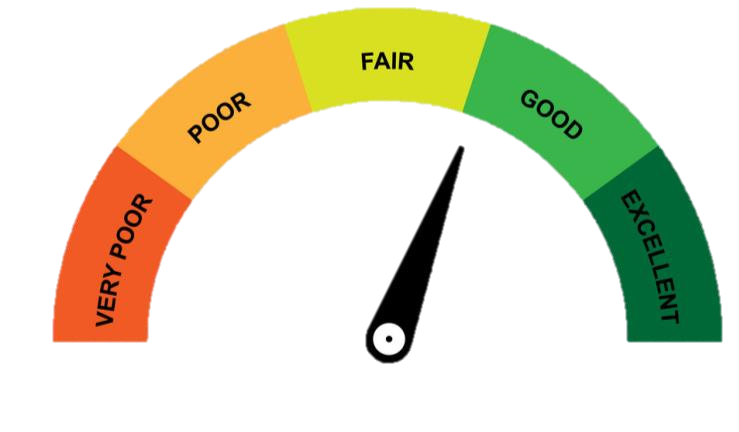 VERY POOR
POOR
FAIR
GOOD
EXCELLENT